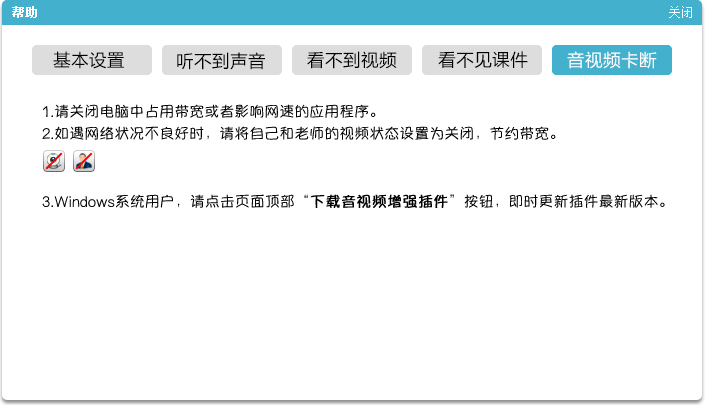 帮助 关闭
基本设置 听不到声音 看不到视频 看不见课件 音视频卡断
1.请关闭电脑中占用带宽或者影响网速的应用程序。
2.如遇网络状况不良好时，请将自己和老师的视频状态设置为关闭，节约带宽。
3.Windows系统用户，请点击页面顶部“下载音视频增强插件”按钮，即时更新插件最新版本。